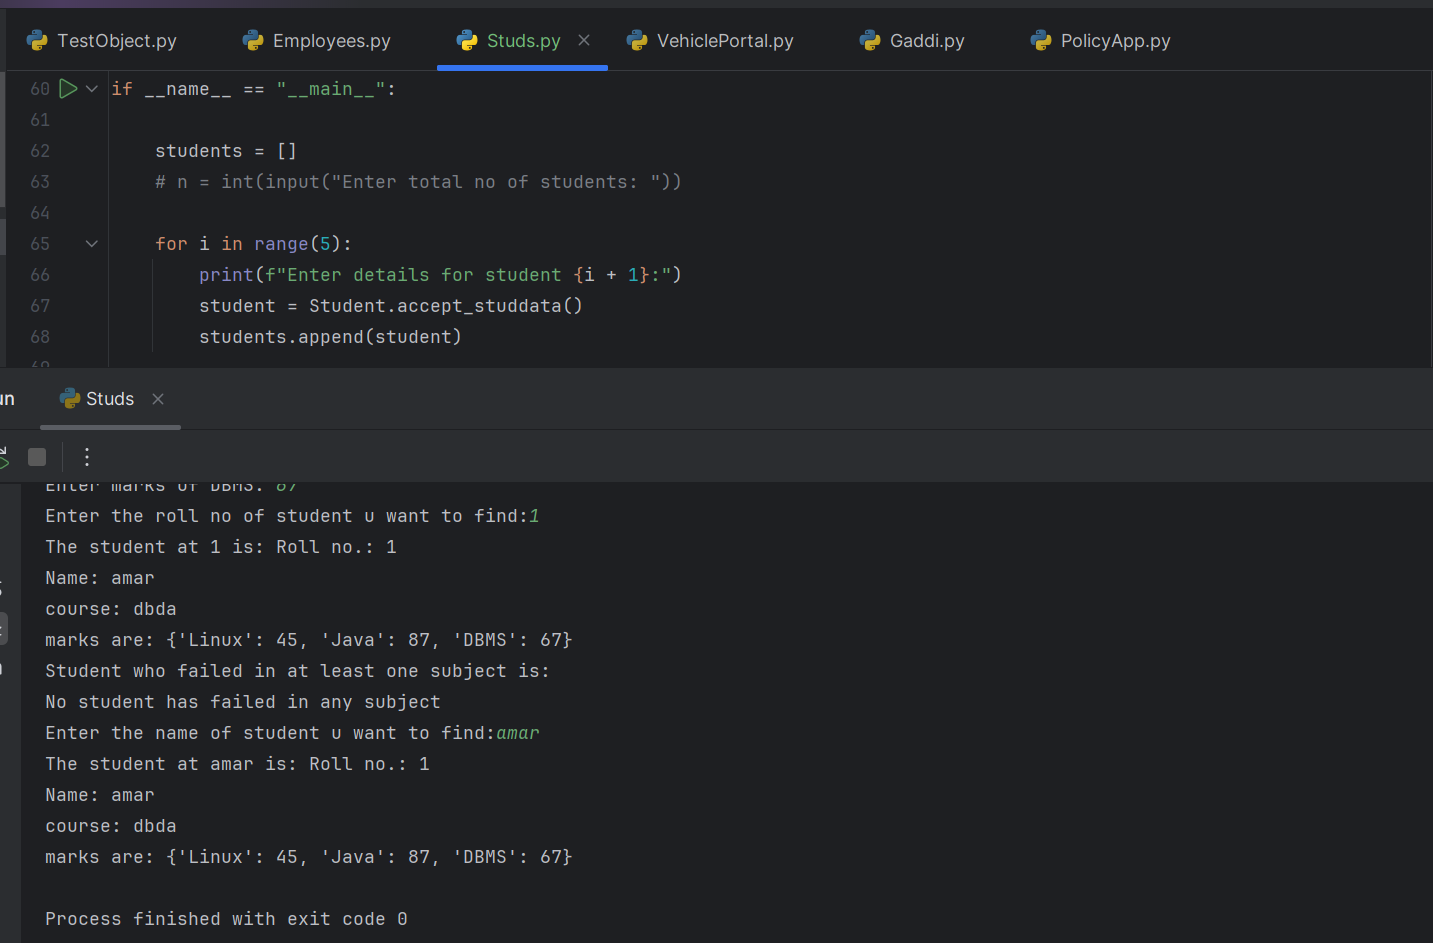 TestObject.py Employees.py Studs.py VehiclePortal.py Gaddi.py PolicyApp.py
60 if __name__ == "__main__":
61
62 students = []
63 # n = int(input("Enter total no of students: "))
64
65 for i in range(5):
66 print(f"Enter details for student {i + 1}:")
67 student = Student.accept_studdata()
68 students.append(student)
Studs
Enter marks of DBMS: 67
Enter the roll no of student u want to find:1
The student at 1 is: Roll no.: 1
Name: amar
course: dbda
marks are: {'Linux': 45, 'Java': 87, 'DBMS': 67}
Student who failed in at least one subject is:
No student has failed in any subject
Enter the name of student u want to find:amar
The student at amar is: Roll no.: 1
Name: amar
course: dbda
marks are: {'Linux': 45, 'Java': 87, 'DBMS': 67}
Process finished with exit code 0